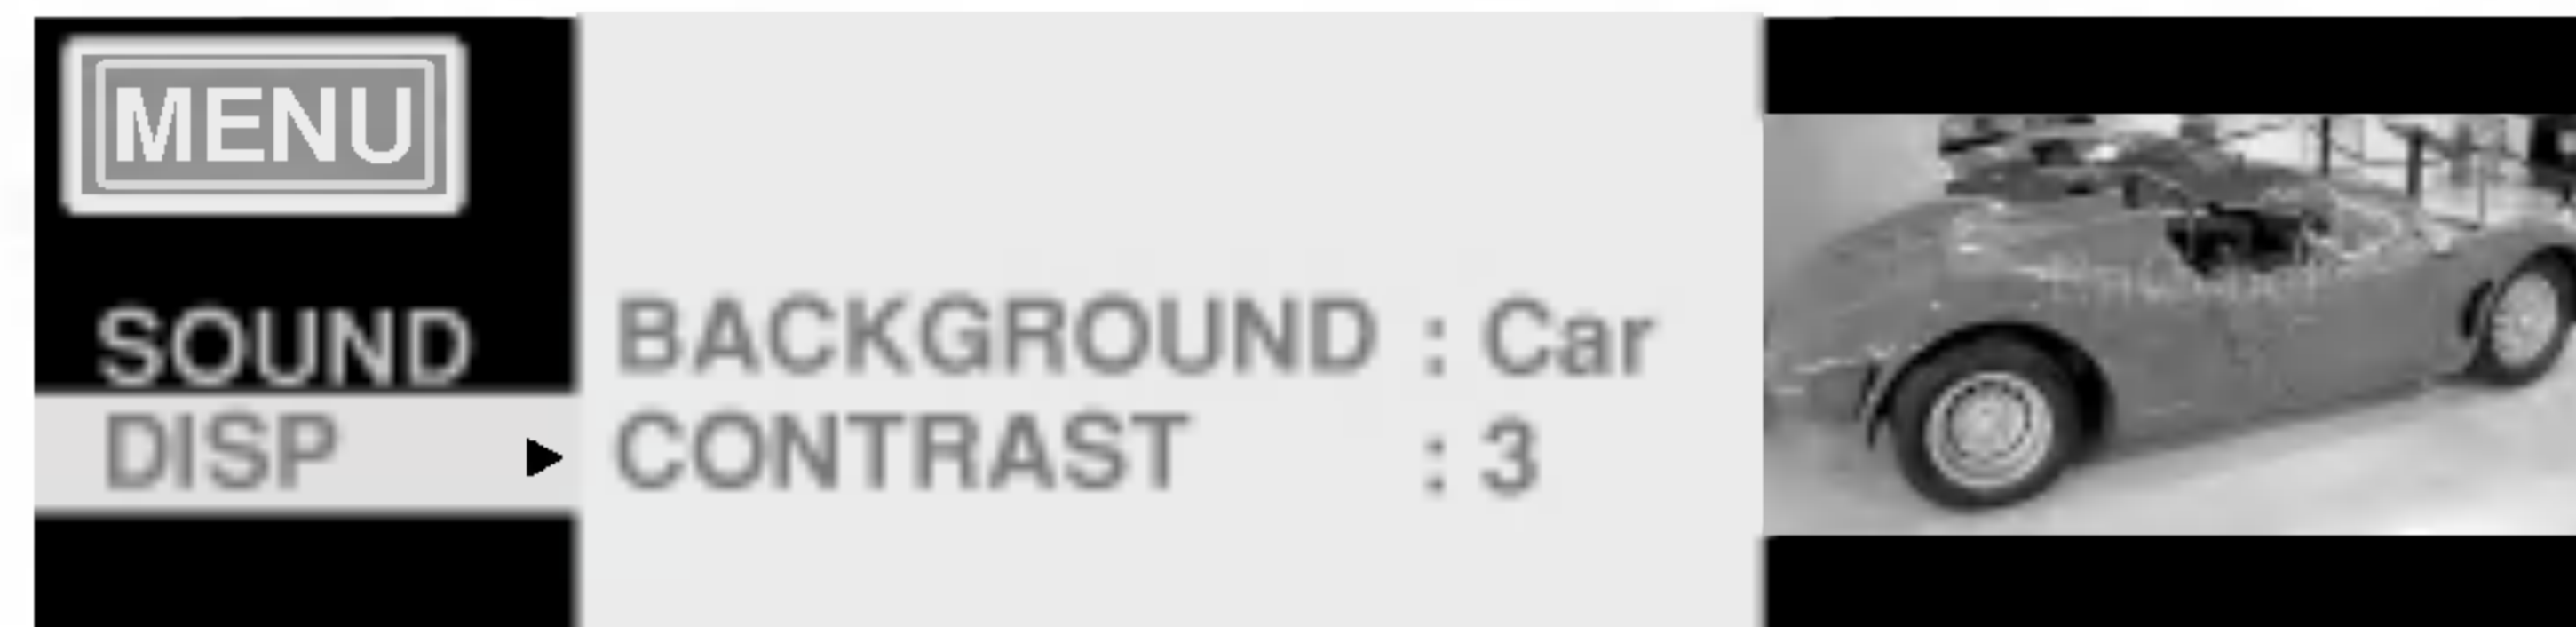 MENU
SOUND
DISP
BACKGROUND : Car
CONTRAST : 3